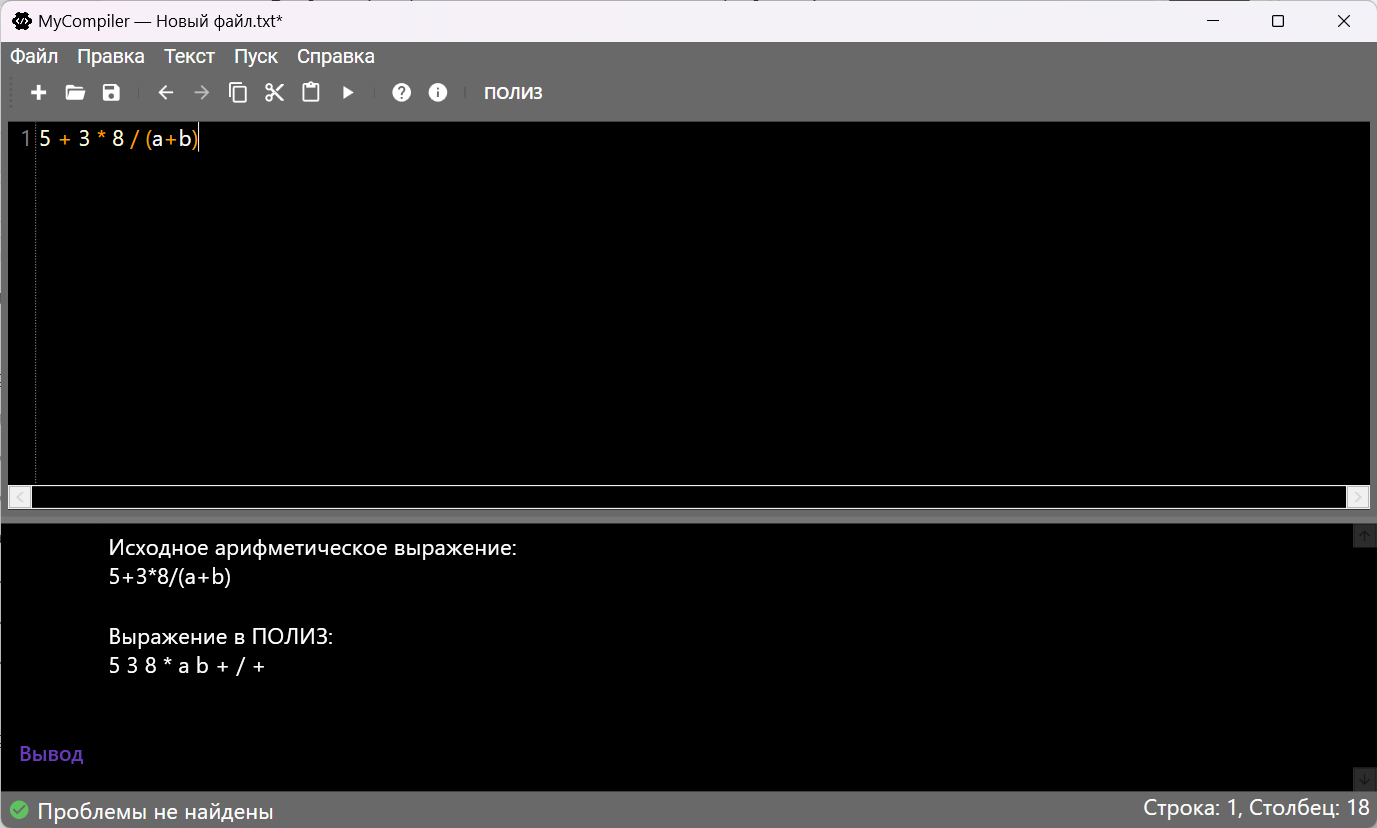 MyCompiler — Новый файл.txt*
Файл Правка Текст Пуск Справка
ПОЛИЗ
1 5 + 3 * 8 / (a+b)
Исходное арифметическое выражение:
5+3*8/(a+b)
Выражение в ПОЛИЗ:
5 3 8 * a b + / +
Вывод
Проблемы не найдены
Строка: 1, Столбец: 18